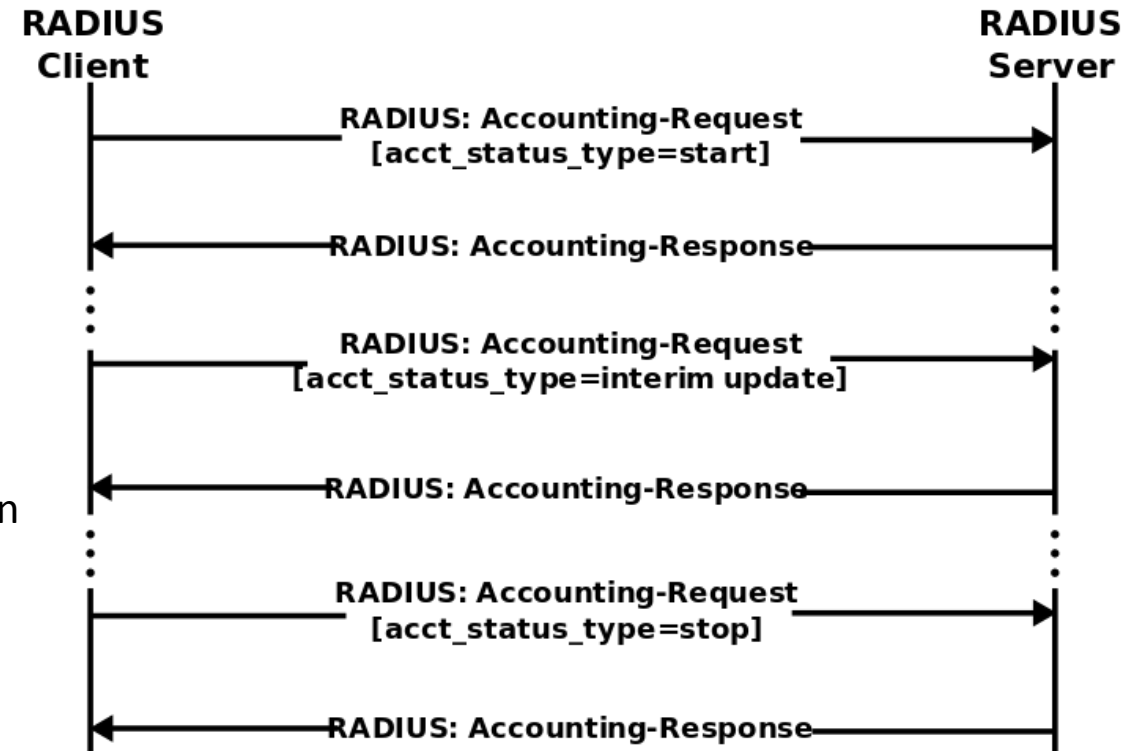 RADIUS
Client
RADIUS
Server
RADIUS: Accounting-Request
[acct_status_type=start]
RADIUS: Accounting-Response
RADIUS: Accounting-Request
[acct_status_type=interim update]
RADIUS: Accounting-Response
n
RADIUS: Accounting-Request
[acct_status_type=stop]
RADIUS: Accounting-Response